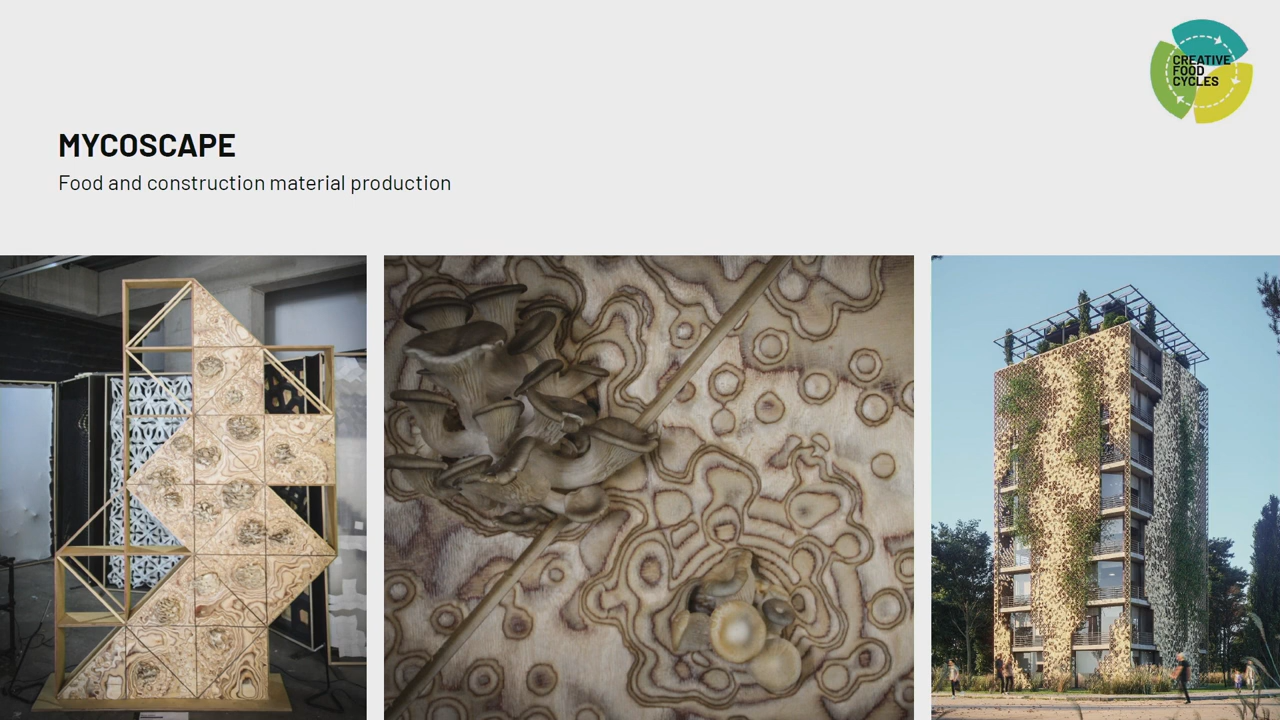 CREATIVE
FOOD
CYCLES
MYCOSCAPE
Food and construction material production